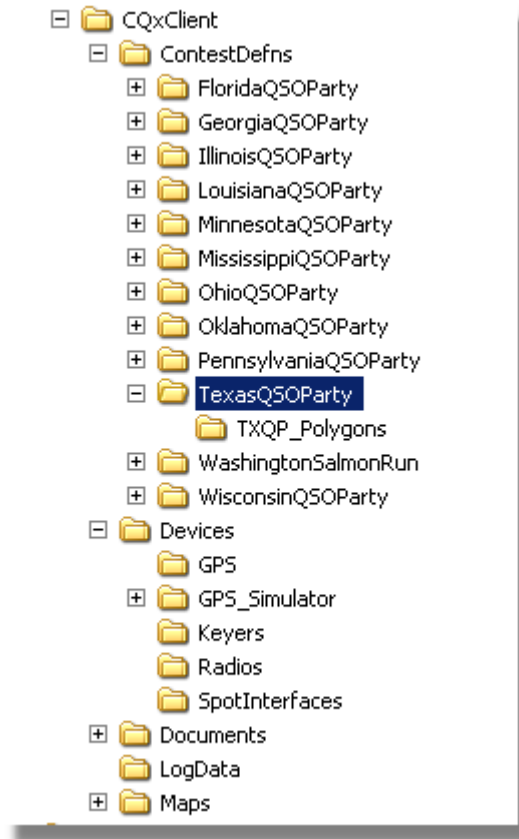 CQxClient
ContestDefns
FloridaQSOParty
GeorgiaQSOParty
IllinoisQSOParty
LouisianaQSOParty
MinnesotaQSOParty
MississippiQSOParty
OhioQSOParty
OklahomaQSOParty
PennsylvaniaQSOParty
TexasQSOParty
TXQP_Polygons
WashingtonSalmonRun
WisconsinQSOParty
Devices
GPS
GPS_Simulator
Keyers
Radios
SpotInterfaces
Documents
LogData
Maps